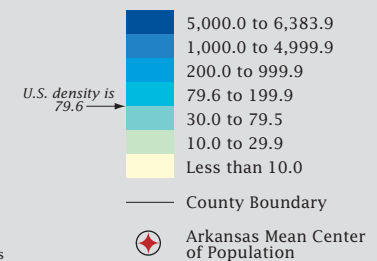 5,000.0 to 6,383.9
1,000.0 to 4,999.9
200.0 to 999.9
U.S. density is
79.6
79.6 to 199.9
30.0 to 79.5
10.0 to 29.9
Less than 10.0
County Boundary
Arkansas Mean Center
of Population
s